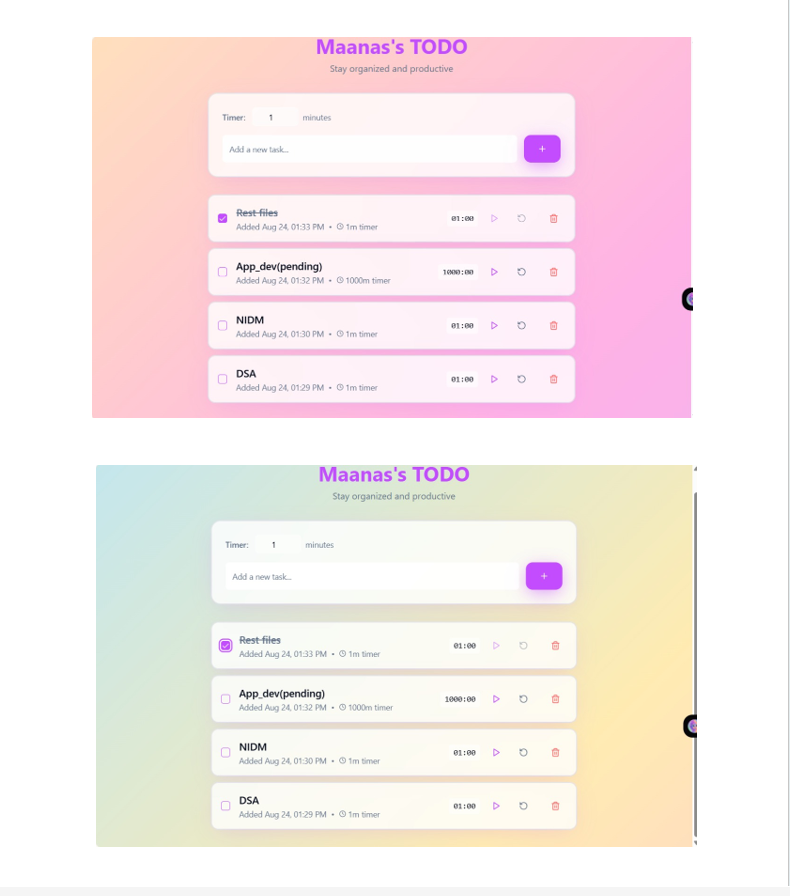 Maanas's TODO
Stay organized and productive
Timer: 1 minutes
Add a new task...
+
Rest files
Added Aug 24, 01:33 PM • 1m timer
01:00
App_dev(pending)
Added Aug 24, 01:32 PM • 1000m timer
1000:00
NIDM
Added Aug 24, 01:30 PM • 1m timer
01:00
DSA
Added Aug 24, 01:29 PM • 1m timer
01:00
Maanas's TODO
Stay organized and productive
Timer: 1 minutes
Add a new task...
+
Rest files
Added Aug 24, 01:33 PM • 1m timer
01:00
App_dev(pending)
Added Aug 24, 01:32 PM • 1000m timer
1000:00
NIDM
Added Aug 24, 01:30 PM • 1m timer
01:00
DSA
Added Aug 24, 01:29 PM • 1m timer
01:00